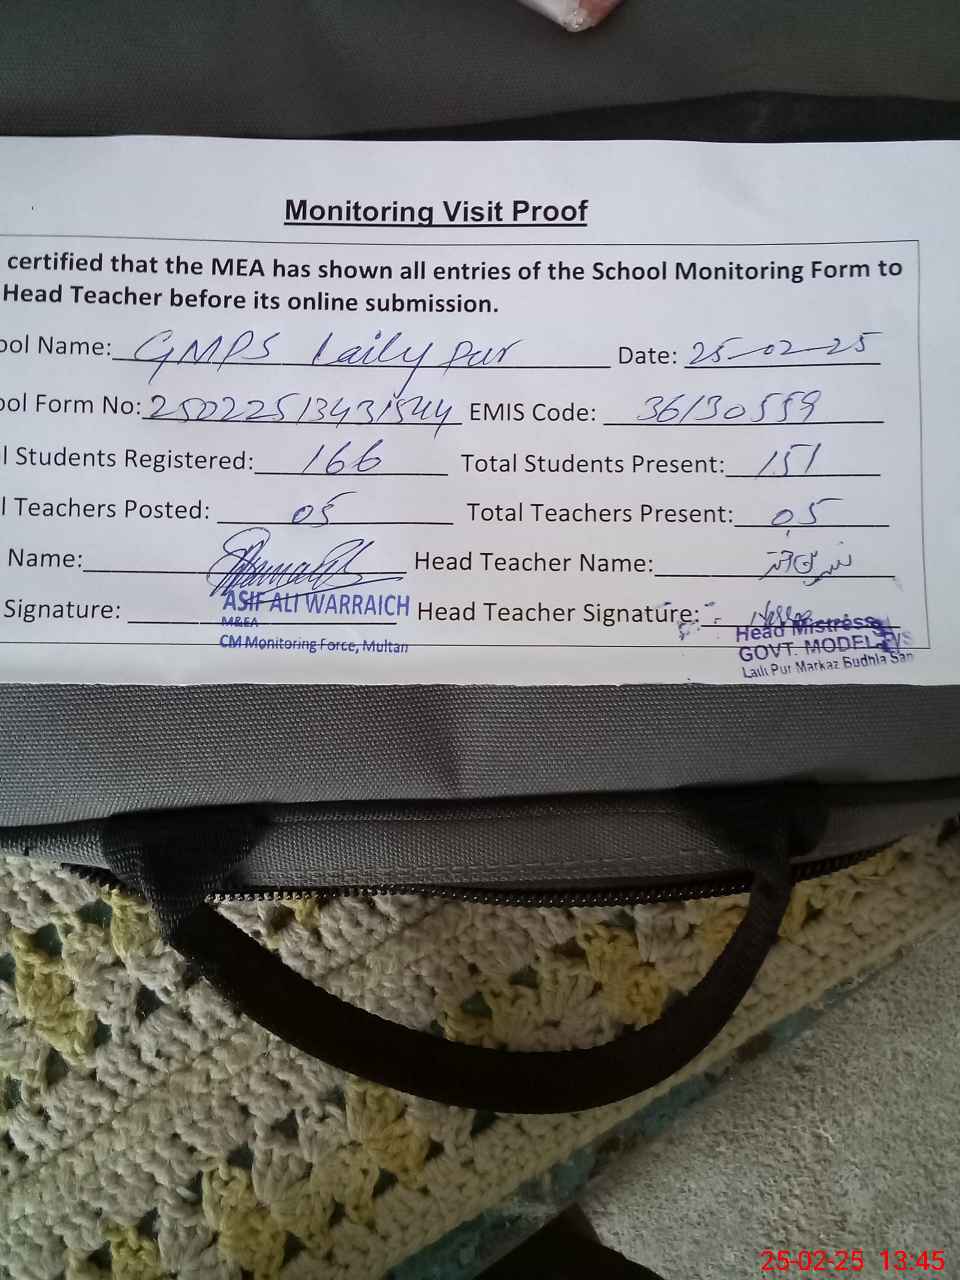 Monitoring Visit Proof
certified that the MEA has shown all entries of the School Monitoring Form to
Head Teacher before its online submission.
ool Name: GMPS Laily pur Date: 25-02-25
ool Form No: 25022513431544 EMIS Code: 36130559
l Students Registered: 166 Total Students Present: 151
l Teachers Posted: 05 Total Teachers Present: 05
Name: Head Teacher Name:
Signature: ASIF ALI WARRAICH Head Teacher Signature:
M&EA
CM Monitoring Force, Multan
Head Mistress
GOVT. MODEL
Laili Pur Markaz Budhla San
25-02-25 13:45